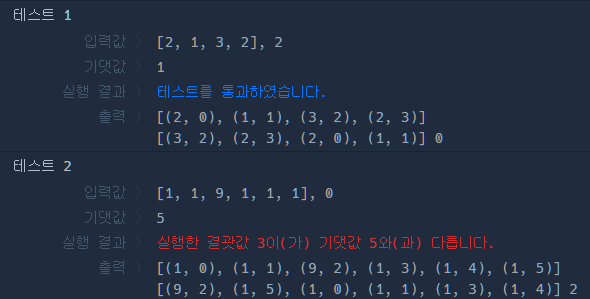 테스트 1
입력값 〉 [2, 1, 3, 2], 2
기댓값 〉 1
실행 결과 〉 테스트를 통과하였습니다.
출력 〉 [(2, 0), (1, 1), (3, 2), (2, 3)]
[(3, 2), (2, 3), (2, 0), (1, 1)] 0
테스트 2
입력값 〉 [1, 1, 9, 1, 1, 1], 0
기댓값 〉 5
실행 결과 〉 실행한 결괏값 3이(가) 기댓값 5와(과) 다릅니다.
출력 〉 [(1, 0), (1, 1), (9, 2), (1, 3), (1, 4), (1, 5)]
[(9, 2), (1, 5), (1, 0), (1, 1), (1, 3), (1, 4)] 2